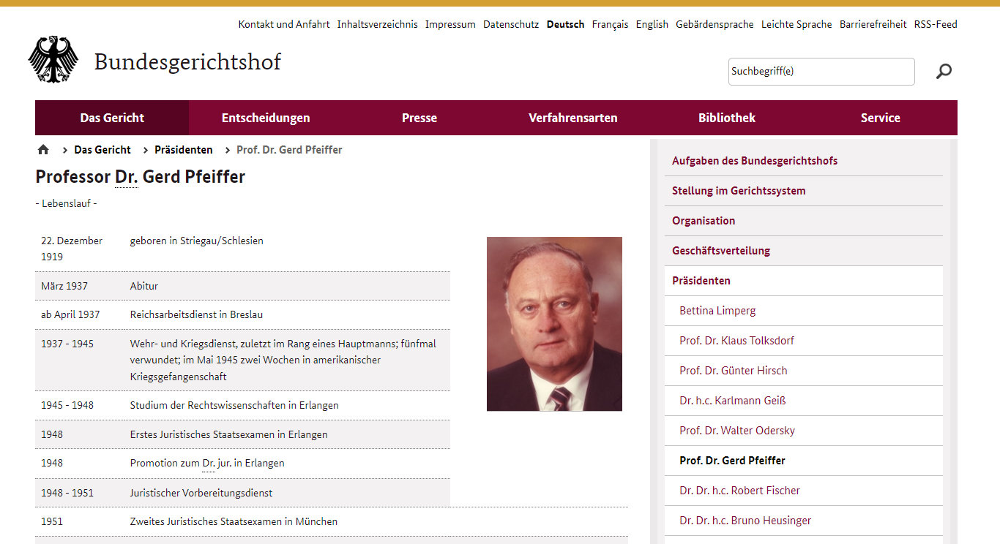 Kontakt und Anfahrt Inhaltsverzeichnis Impressum Datenschutz Deutsch Français English Gebärdensprache Leichte Sprache Barrierefreiheit RSS-Feed
Bundesgerichtshof
Suchbegriff(e)
Das Gericht Entscheidungen Presse Verfahrensarten Bibliothek Service
Das Gericht Präsidenten Prof. Dr. Gerd Pfeiffer
Professor Dr. Gerd Pfeiffer
- Lebenslauf -
22. Dezember 1919 geboren in Striegau/Schlesien
März 1937 Abitur
ab April 1937 Reichsarbeitsdienst in Breslau
1937 - 1945 Wehr- und Kriegsdienst, zuletzt im Rang eines Hauptmanns; fünfmal
verwundet; im Mai 1945 zwei Wochen in amerikanischer
Kriegsgefangenschaft
1945 - 1948 Studium der Rechtswissenschaften in Erlangen
1948 Erstes Juristisches Staatsexamen in Erlangen
1948 Promotion zum Dr. jur. in Erlangen
1948 - 1951 Juristischer Vorbereitungsdienst
1951 Zweites Juristisches Staatsexamen in München
Aufgaben des Bundesgerichtshofs
Stellung im Gerichtssystem
Organisation
Geschäftsverteilung
Präsidenten
Bettina Limperg
Prof. Dr. Klaus Tolksdorf
Prof. Dr. Günter Hirsch
Dr. h.c. Karlmann Geiß
Prof. Dr. Walter Odersky
Prof. Dr. Gerd Pfeiffer
Dr. Dr. h.c. Robert Fischer
Dr. Dr. h.c. Bruno Heusinger